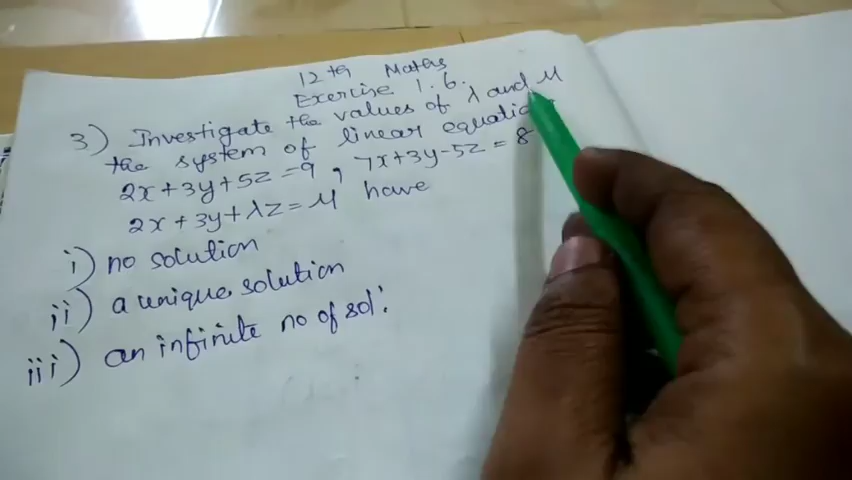 12th Maths
Exercise 1.6.
3) Investigate the values of λ and μ
the system of linear equation
2x+3y+5z=9, 7x+3y-5z=8
2x+3y+λz=μ have
i) no solution
ii) a unique solution
iii) an infinite no of sol: